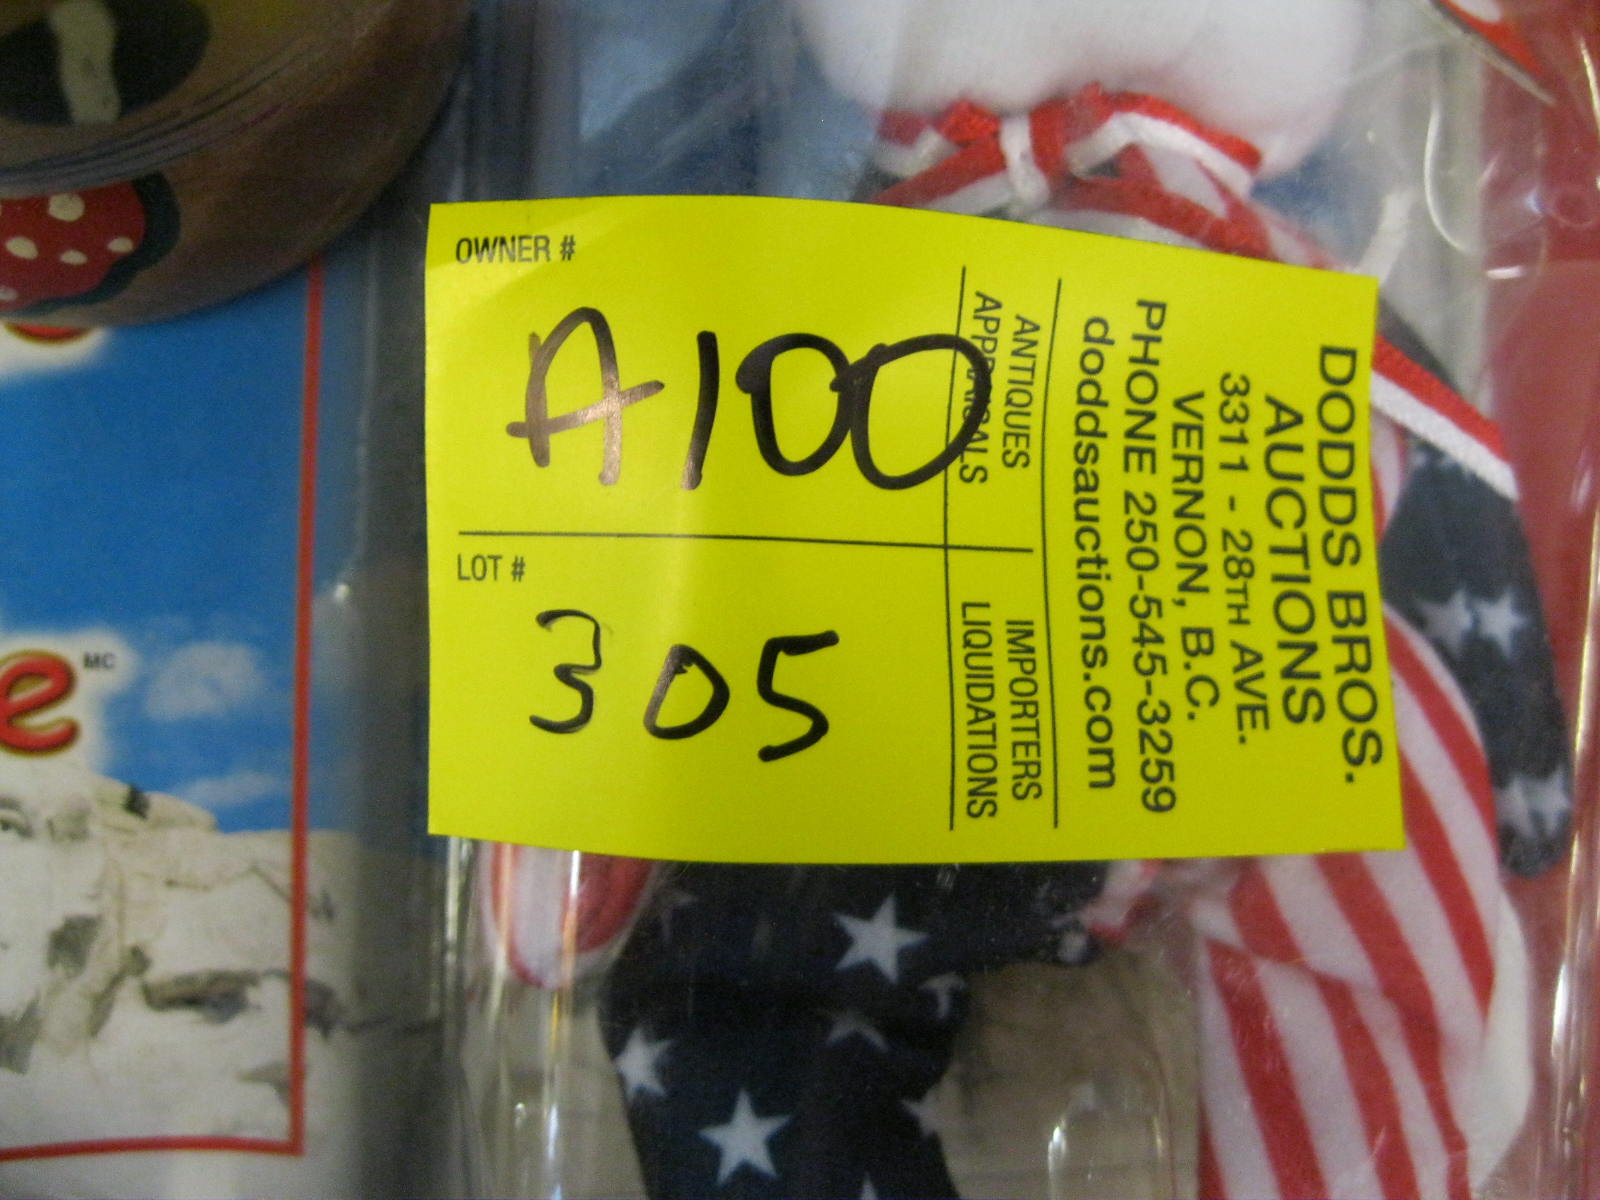 OWNER #
A100
LOT #
305
DODDS BROS.
AUCTIONS
3311 - 28TH AVE.
VERNON, B.C.
PHONE 250-545-3259
doddsauctions.com
ANTIQUES
APPRAISALS
IMPORTERS
LIQUIDATIONS
e MC